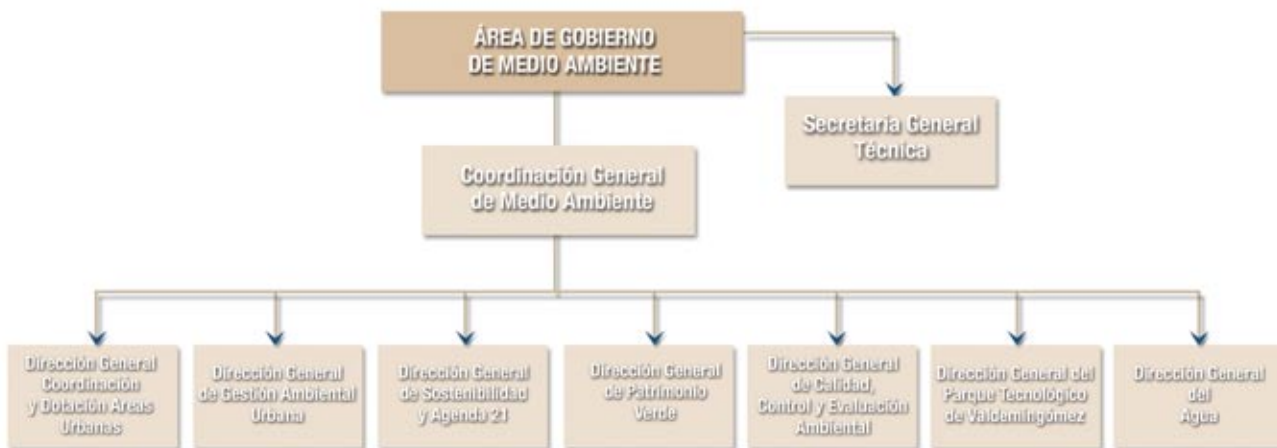 ÁREA DE GOBIERNO
DE MEDIO AMBIENTE
Secretaria General
Técnica
Coordinación General
de Medio Ambiente
Dirección General
Coordinación
y Dotación Areas
Urbanas
Dirección General
de Gestión Ambiental
Urbana
Dirección General
de Sostenibilidad
y Agenda 21
Dirección General
de Patrimonio
Verde
Dirección General
de Calidad,
Control y Evaluación
Ambiental
Dirección General del
Parque Tecnológico
de Valdemingómez
Dirección General
del
Agua